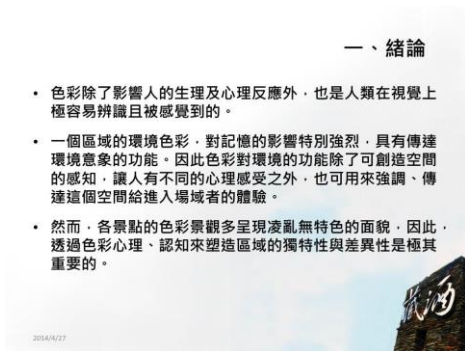 一、緒論
• 色彩除了影響人的生理及心理反應外，也是人類在視覺上
極容易辨識且被感覺到的。
• 一個區域的環境色彩，對記憶的影響特別強烈，具有傳達
環境意象的功能。因此色彩對環境的功能除了可創造空間
的感知，讓人有不同的心理感受之外，也可用來強調、傳
達這個空間給進入場域者的體驗。
• 然而，各景點的色彩景觀多呈現凌亂無特色的面貌，因此，
透過色彩心理、認知來塑造區域的獨特性與差異性是極其
重要的。
藏酒
2014/4/27